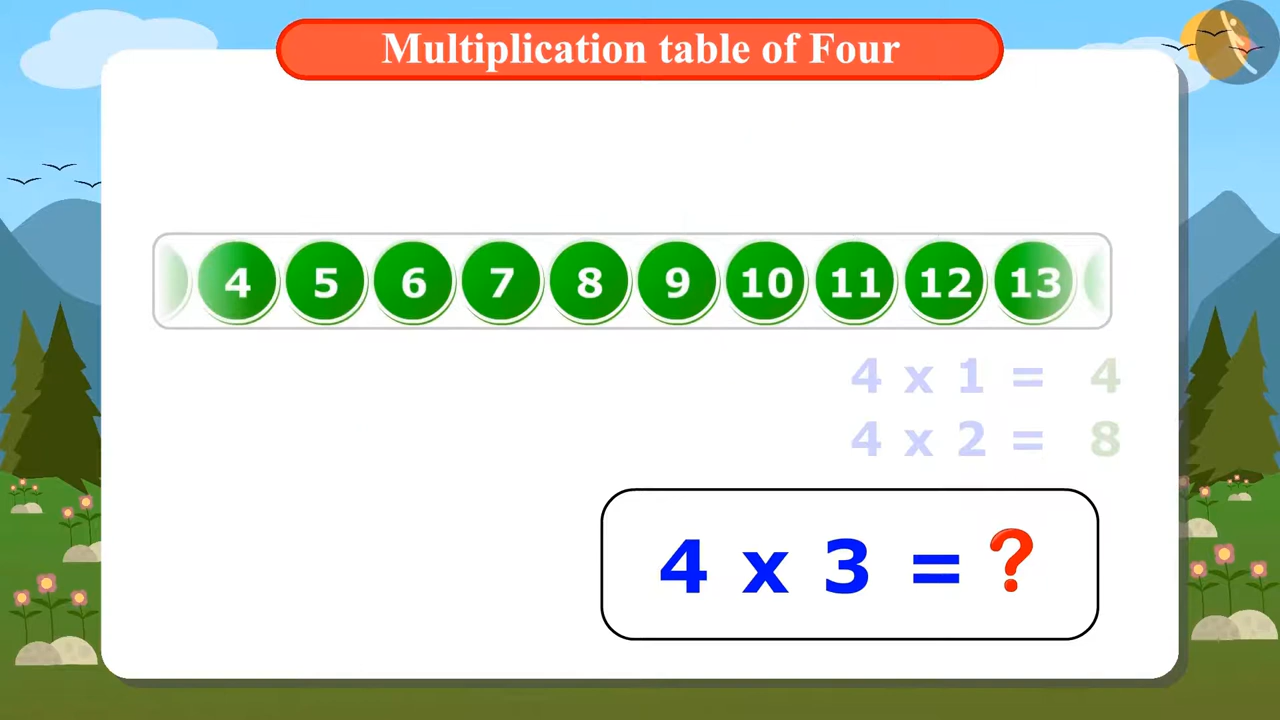 Multiplication table of Four
4 5 6 7 8 9 10 11 12 13
4 x 1 = 4
4 x 2 = 8
4 x 3 = ?